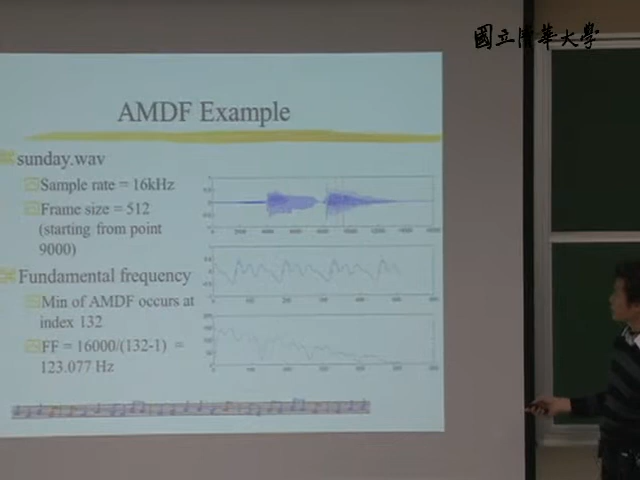 國立清華大學
AMDF Example
sunday.wav
Sample rate = 16kHz
Frame size = 512
(starting from point
9000)
Fundamental frequency
Min of AMDF occurs at
index 132
FF = 16000/(132-1) =
123.077 Hz